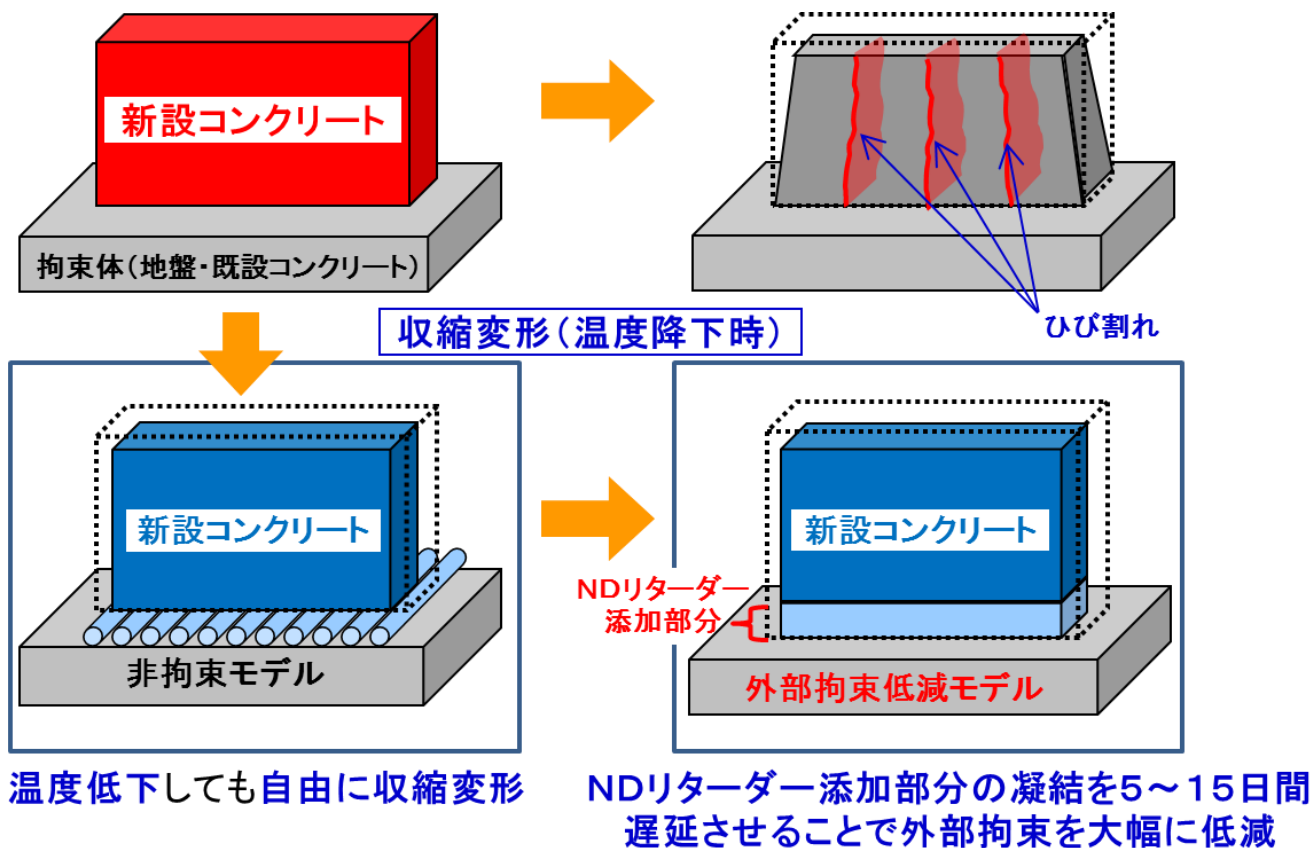 新設コンクリート
拘束体(地盤・既設コンクリート)
ひび割れ
収縮変形(温度降下時)
新設コンクリート
非拘束モデル
新設コンクリート
NDリターダー
添加部分
外部拘束低減モデル
温度低下しても自由に収縮変形
NDリターダー添加部分の凝結を5～15日間
遅延させることで外部拘束を大幅に低減